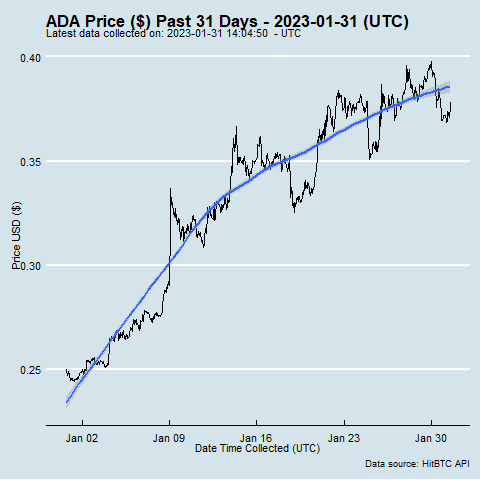 ADA Price ($) Past 31 Days - 2023-01-31 (UTC)
Latest data collected on: 2023-01-31 14:04:50 - UTC
0.40
0.35
0.30
0.25
Price USD ($)
Jan 02 Jan 09 Jan 16 Jan 23 Jan 30
Date Time Collected (UTC)
Data source: HitBTC API